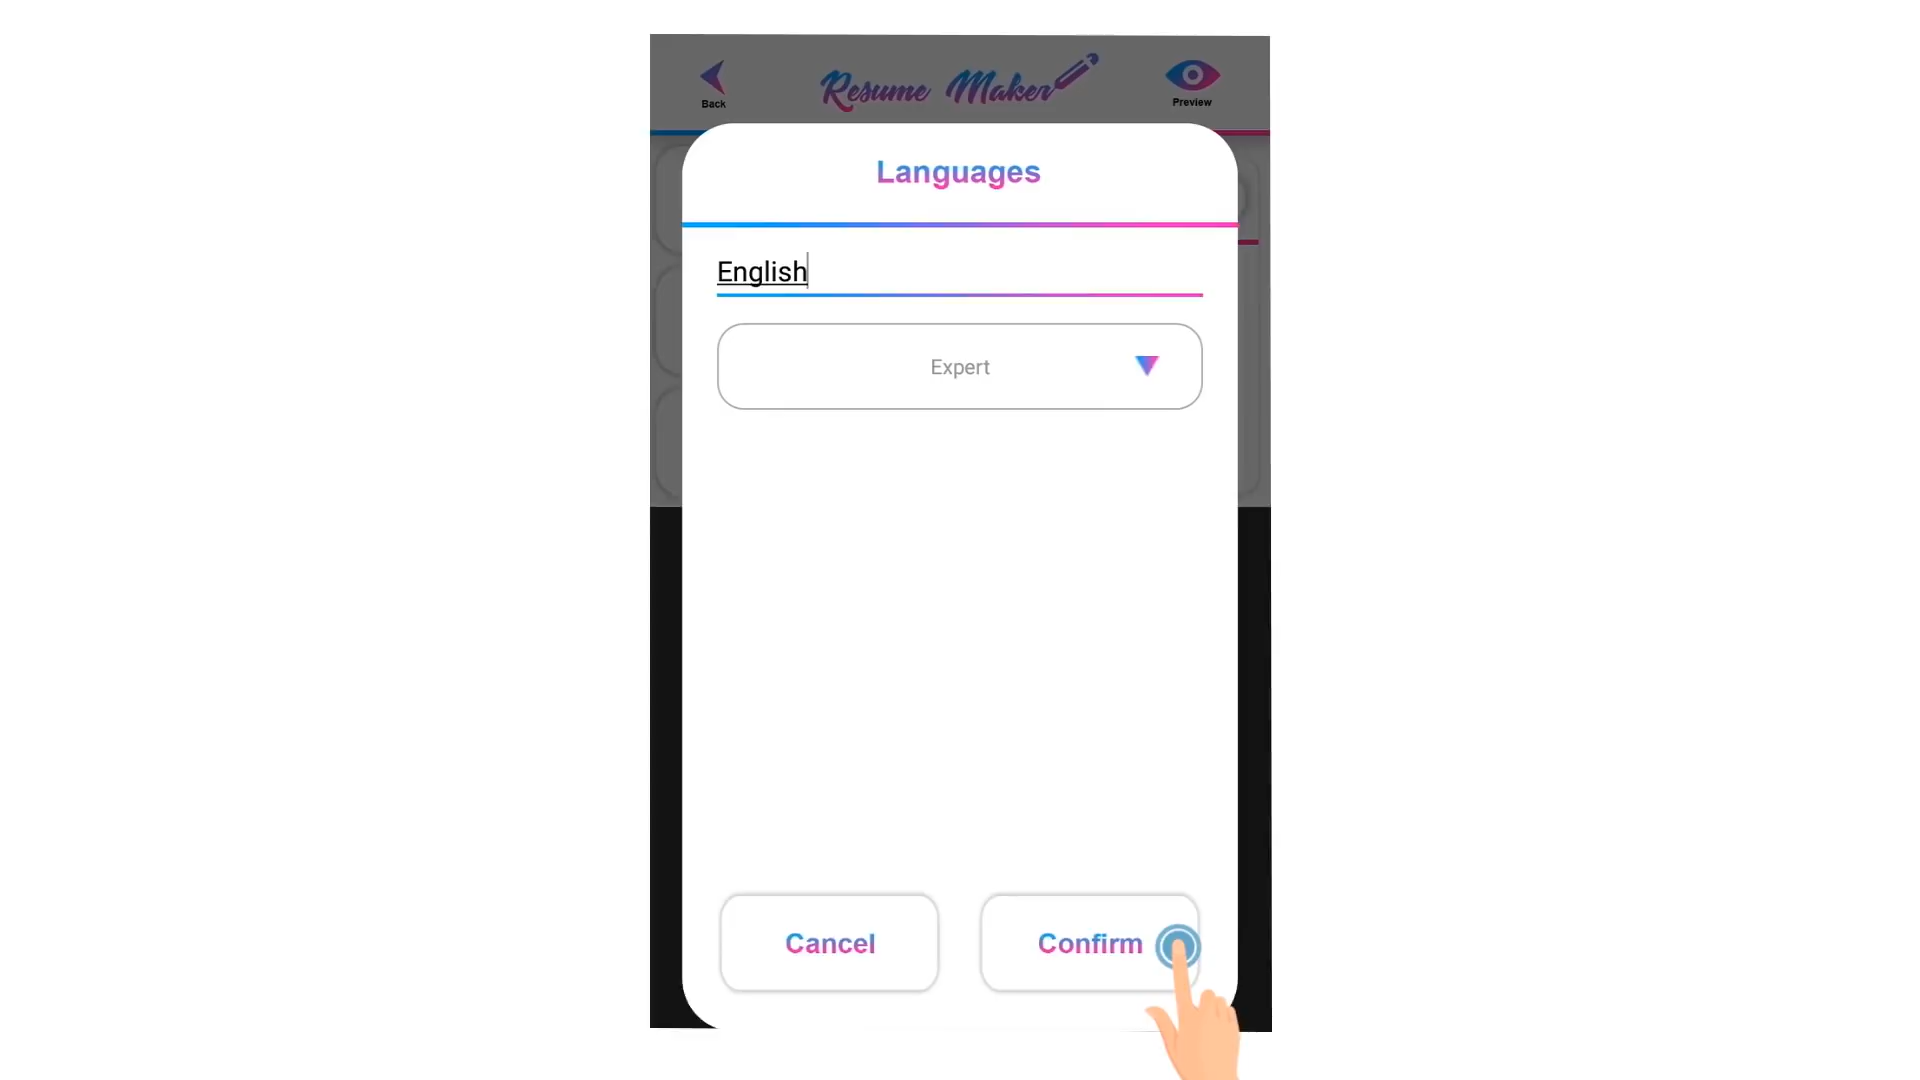 Back
Resume Maker
Preview
Languages
English
Expert
Cancel
Confirm